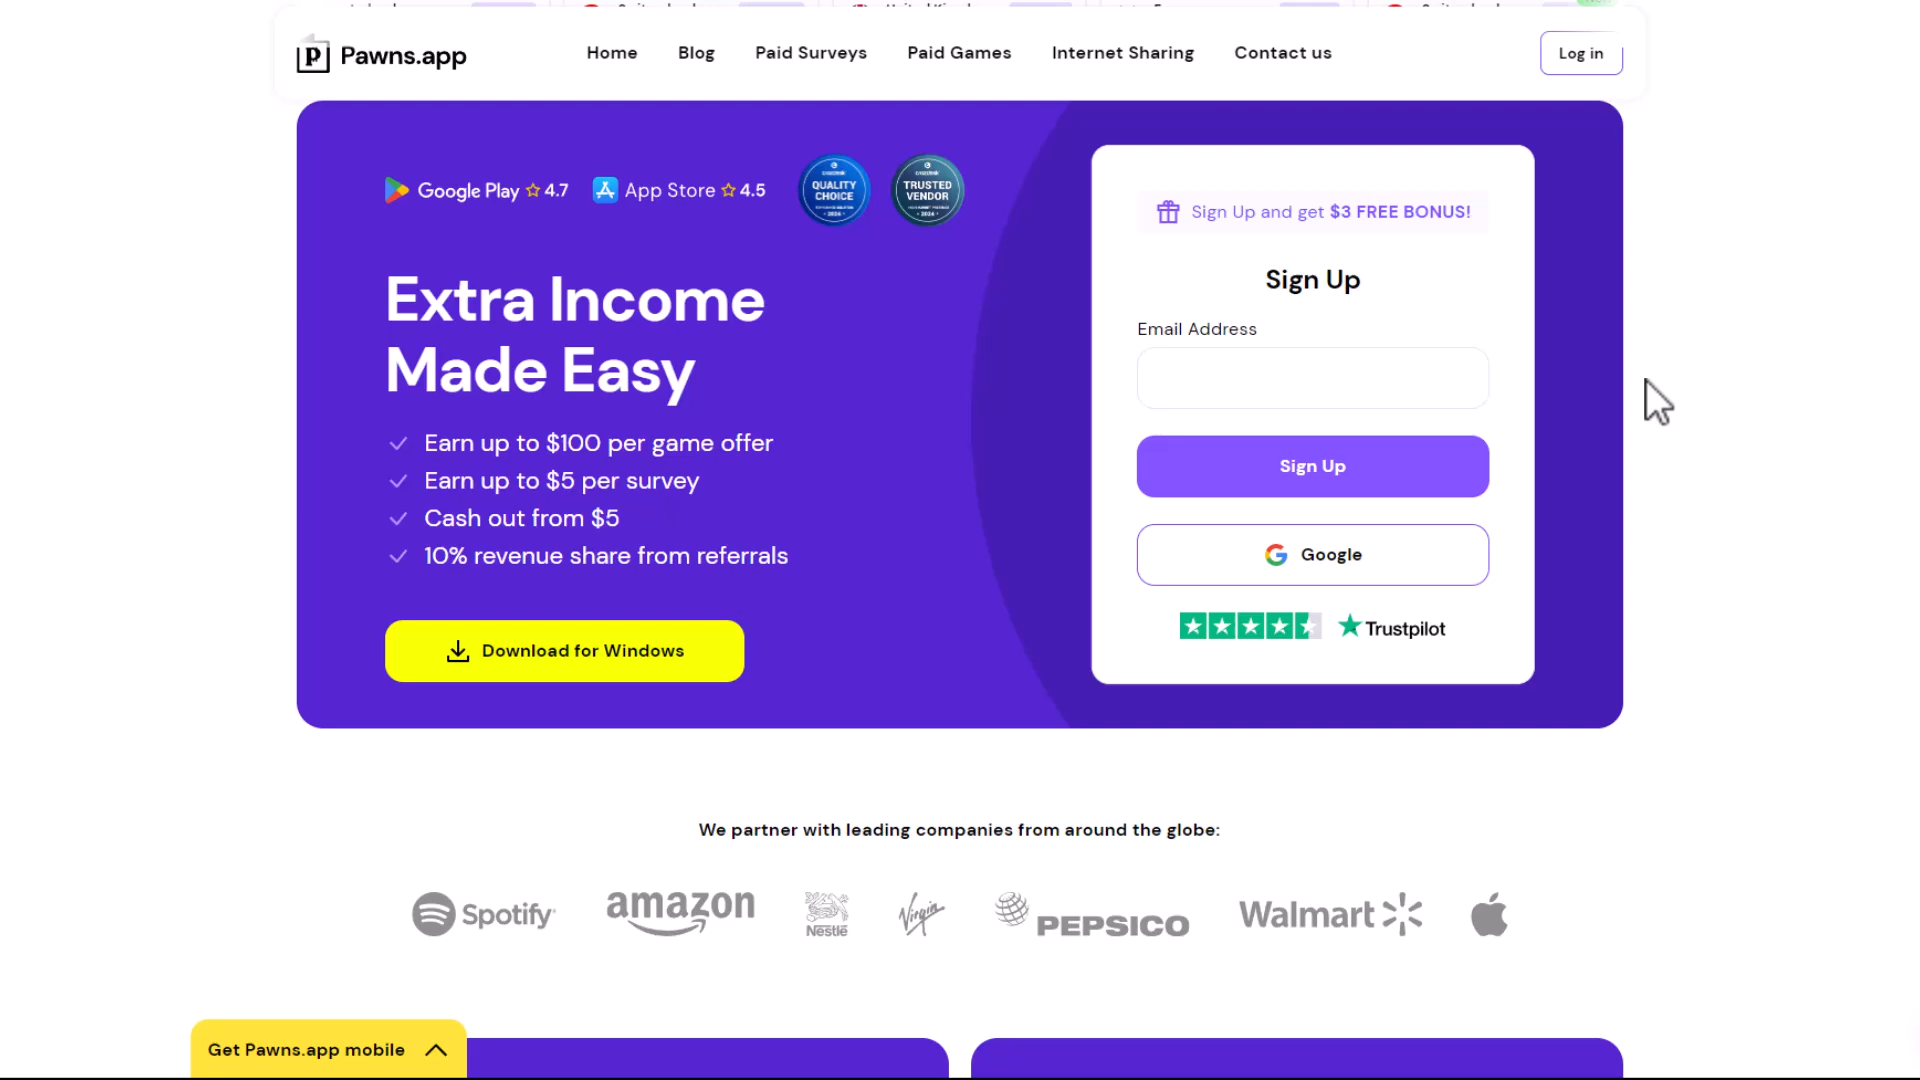 Pawns.app
Home
Blog
Paid Surveys
Paid Games
Internet Sharing
Contact us
Log in
Google Play 4.7
App Store 4.5
QUALITY CHOICE
2024
TRUSTED VENDOR
2024
Extra Income
Made Easy
Earn up to $100 per game offer
Earn up to $5 per survey
Cash out from $5
10% revenue share from referrals
Download for Windows
Sign Up and get $3 FREE BONUS!
Sign Up
Email Address
Sign Up
Google
Trustpilot
We partner with leading companies from around the globe:
Spotify
amazon
Nestlé
Virgin
PEPSICO
Walmart
Get Pawns.app mobile